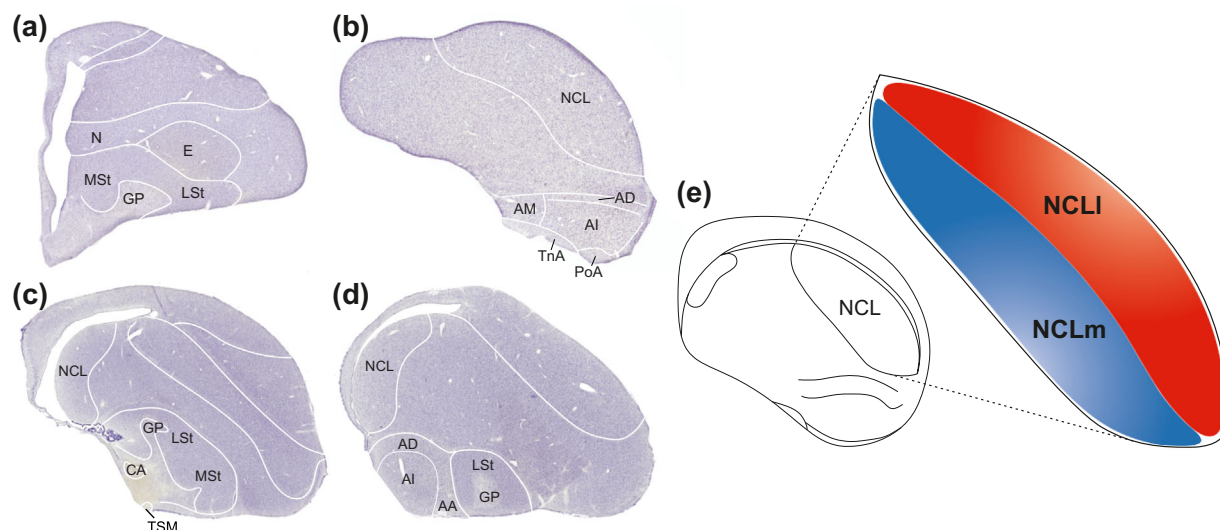 (a)
N
E
MSt
GP
LSt
(b)
NCL
AD
AM
AI
TnA
PoA
(c)
NCL
GP
LSt
CA
MSt
TSM
(d)
NCL
AD
LSt
AI
GP
AA
(e)
NCL
NCLl
NCLm